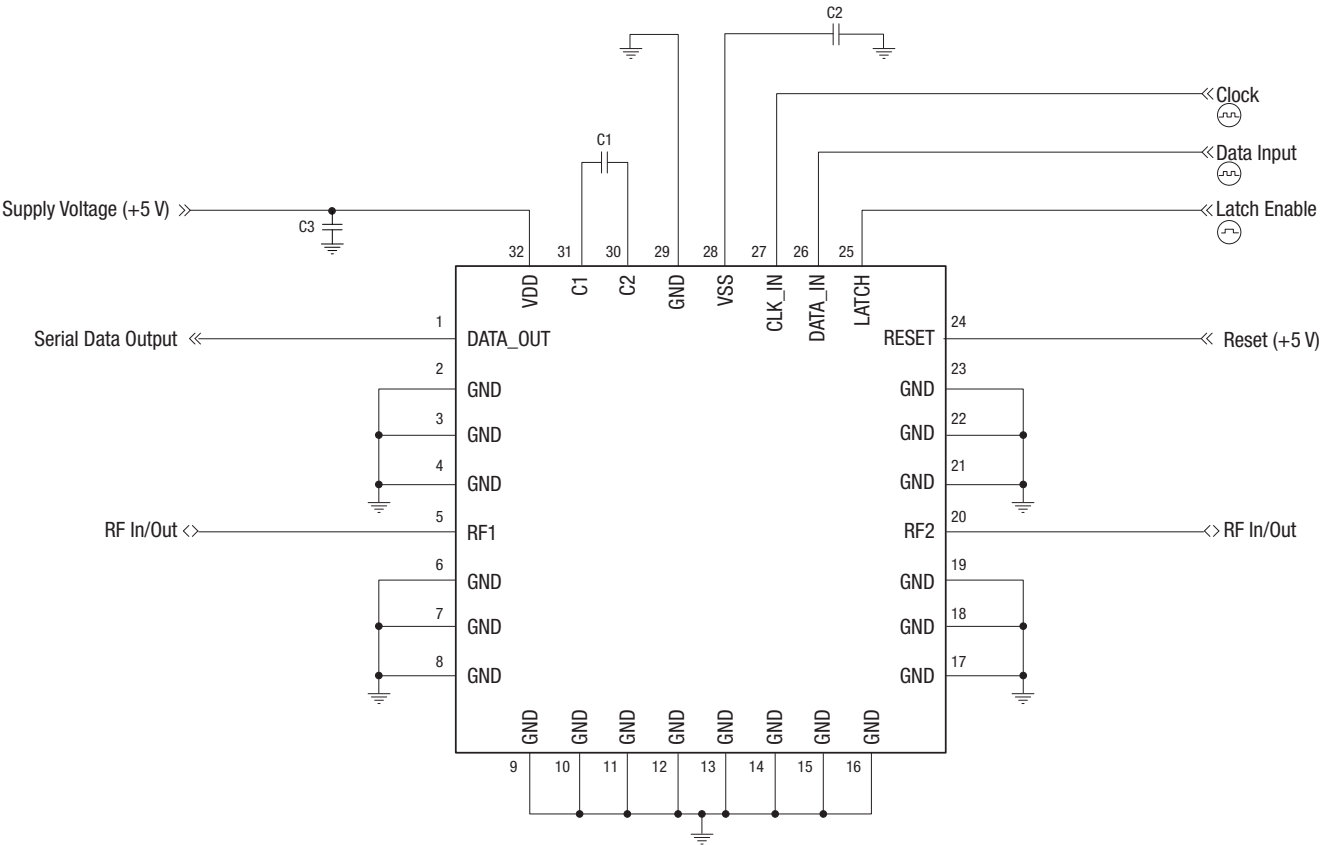 C2
Clock
C1
Data Input
Supply Voltage (+5 V)
C3
Latch Enable
32 31 30 29 28 27 26 25
VDD C1 C2 GND VSS CLK_IN DATA_IN LATCH
Serial Data Output 1 DATA_OUT RESET 24 Reset (+5 V)
2 GND GND 23
3 GND GND 22
4 GND GND 21
RF In/Out 5 RF1 RF2 20 RF In/Out
6 GND GND 19
7 GND GND 18
8 GND GND 17
GND GND GND GND GND GND GND GND
9 10 11 12 13 14 15 16